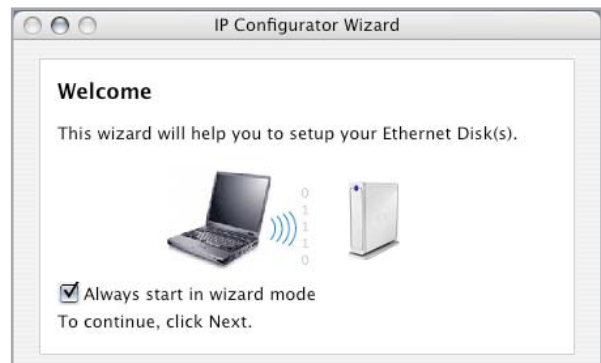 IP Configurator Wizard
Welcome
This wizard will help you to setup your Ethernet Disk(s).
0
1
1
1
1
0
Always start in wizard mode
To continue, click Next.